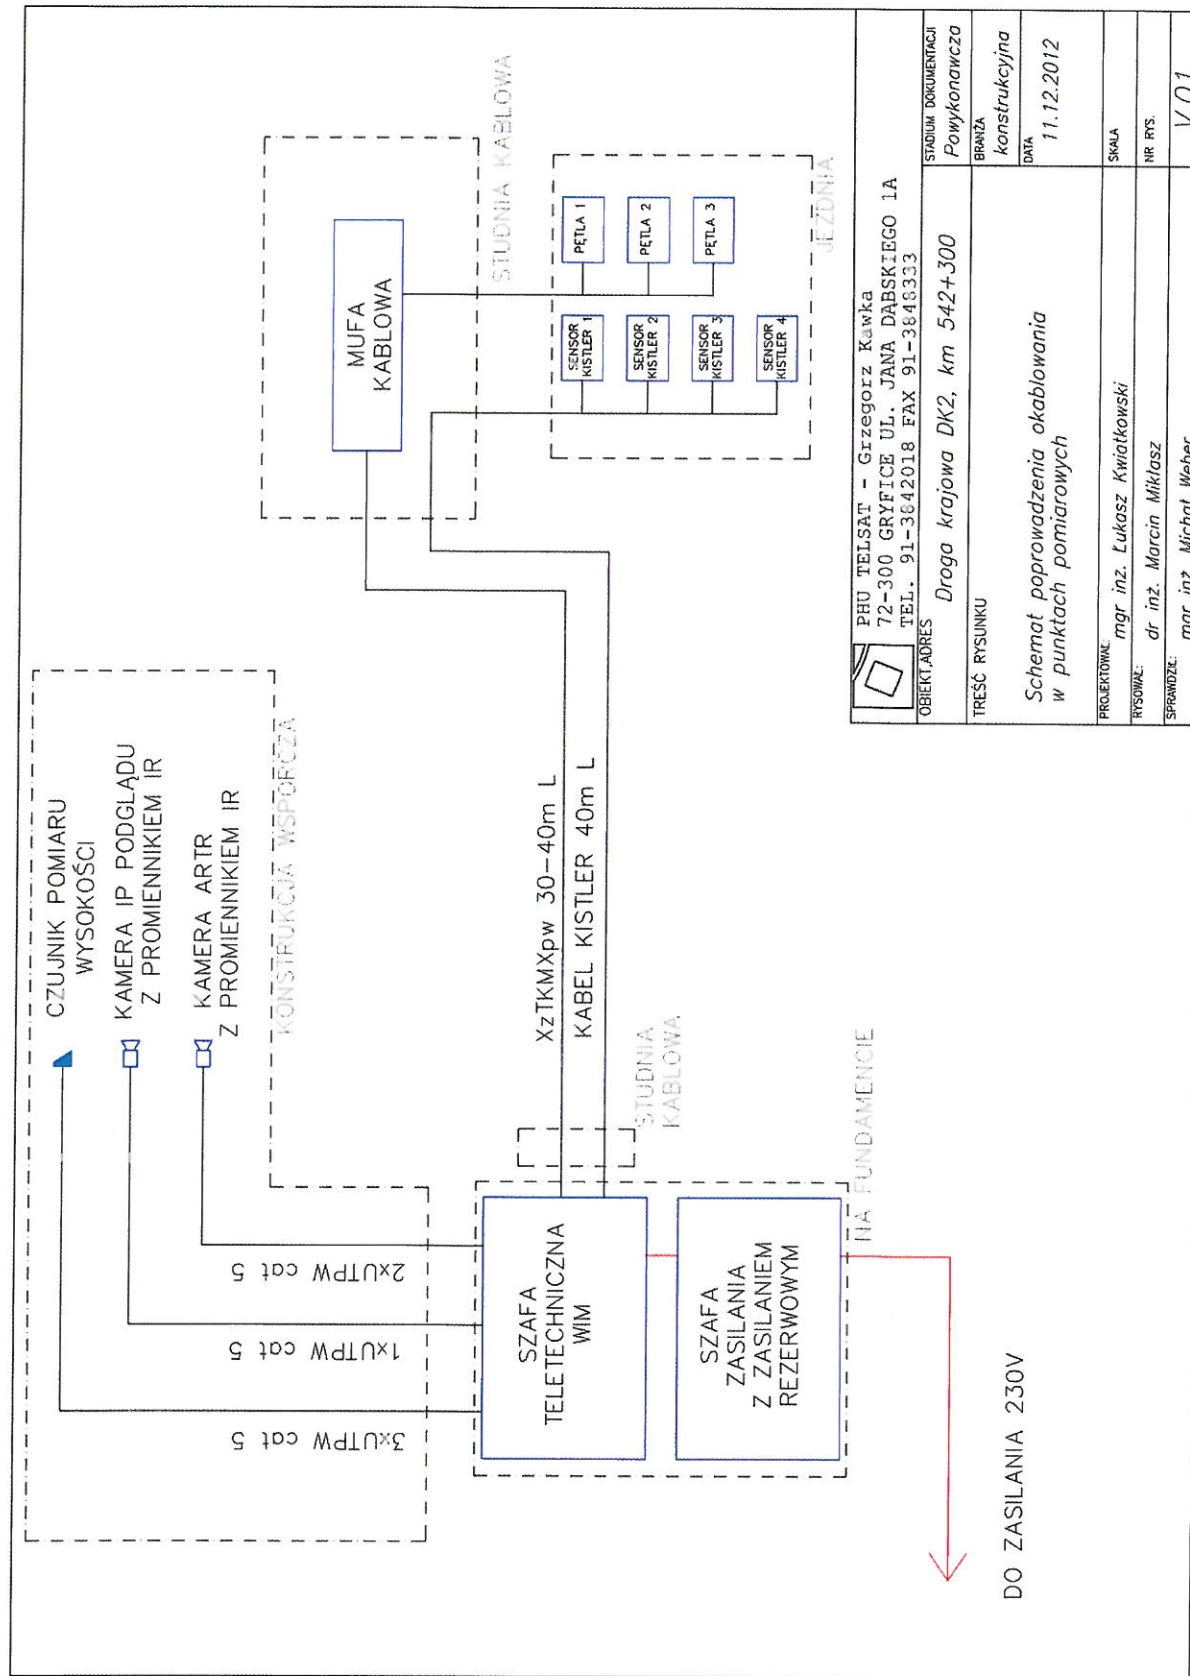 CZUJNIK POMIARU
WYSOKOŚCI
KAMERA IP PODGLĄDU
Z PROMIENNIKIEM IR
KAMERA ARTR
Z PROMIENNIKIEM IR
KONSTRUKCJA WSPORCZA
3xUTPW cat 5
1xUTPW cat 5
2xUTPW cat 5
SZAFA
TELETECHNICZNA
WIM
SZAFA
ZASILANIA
Z ZASILANIEM
REZERWOWYM
NA FUNDAMENCIE
DO ZASILANIA 230V
STUDNIA
KABLOWA
XzTKMXpw 30-40m L
KABEL KISTLER 40m L
MUFA
KABLOWA
STUDNIA KABLOWA
SENSOR
KISTLER 1
SENSOR
KISTLER 2
SENSOR
KISTLER 3
SENSOR
KISTLER 4
PĘTLA 1
PĘTLA 2
PĘTLA 3
JEZDNIA
PHU TELSAT - Grzegorz Kawka
72-300 GRYFICE UL. JANA DĄBSKIEGO 1A
TEL. 91-3842018 FAX 91-3848333
OBIEKT,ADRES
Droga krajowa DK2, km 542+300
STADIUM DOKUMENTACJI
Powykonawcza
BRANŻA
konstrukcyjna
TREŚĆ RYSUNKU
Schemat poprowadzenia okablowania
w punktach pomiarowych
DATA
11.12.2012
PROJEKTOWAŁ:
mgr inż. Łukasz Kwiatkowski
SKALA
RYSOWAŁ:
dr inż. Marcin Mikłasz
NR RYS.
SPRAWDZIŁ:
mgr inż. Michał Weber
V.01